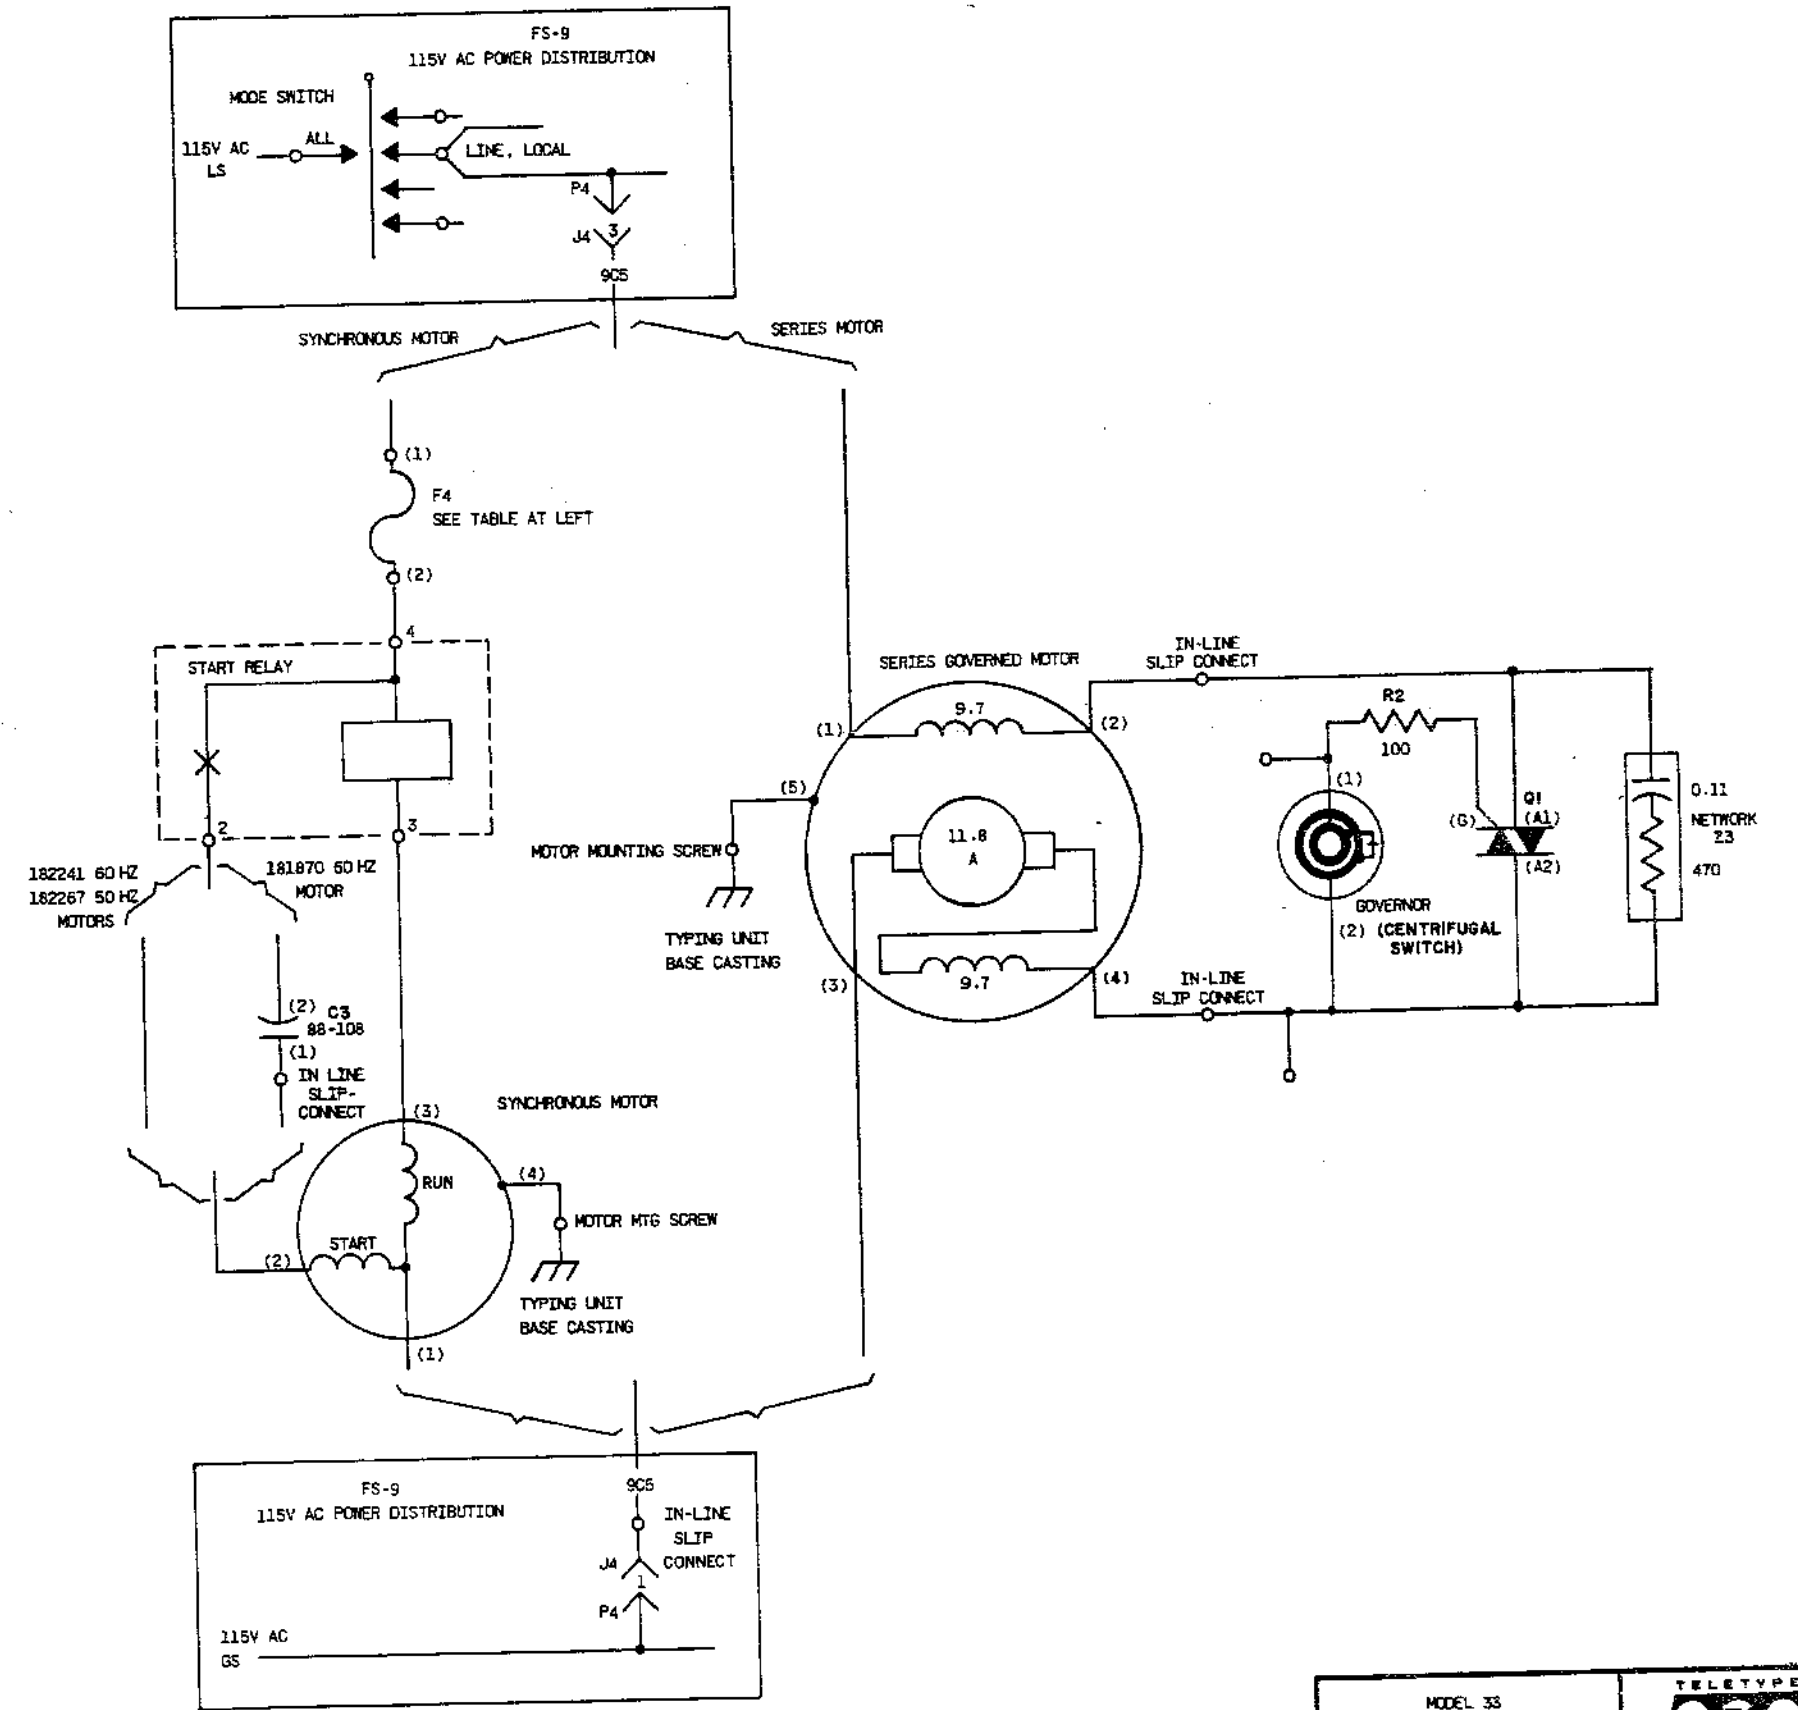 FS-9
115V AC POWER DISTRIBUTION
MODE SWITCH
115V AC
LS
ALL
LINE, LOCAL
P4
J4
3
9C5
SYNCHRONOUS MOTOR
SERIES MOTOR
(1)
F4
SEE TABLE AT LEFT
(2)
4
START RELAY
2
3
182241 60 HZ
182267 50 HZ
MOTORS
181870 50 HZ
MOTOR
(2)
C3
88-108
(1)
IN LINE
SLIP-
CONNECT
SYNCHRONOUS MOTOR
(3)
RUN
(4)
MOTOR MTG SCREW
START
(2)
TYPING UNIT
BASE CASTING
(1)
SERIES GOVERNED MOTOR
9.7
(1)
(2)
(5)
11.8
A
MOTOR MOUNTING SCREW
TYPING UNIT
BASE CASTING
(3)
9.7
(4)
IN-LINE
SLIP CONNECT
R2
100
(1)
(G)
Q1
(A1)
(A2)
GOVERNOR
(2) (CENTRIFUGAL
SWITCH)
0.11
NETWORK
Z3
470
IN-LINE
SLIP CONNECT
FS-9
115V AC POWER DISTRIBUTION
9C5
IN-LINE
SLIP
CONNECT
J4
1
P4
115V AC
GS
MODEL 33
TELETYPE